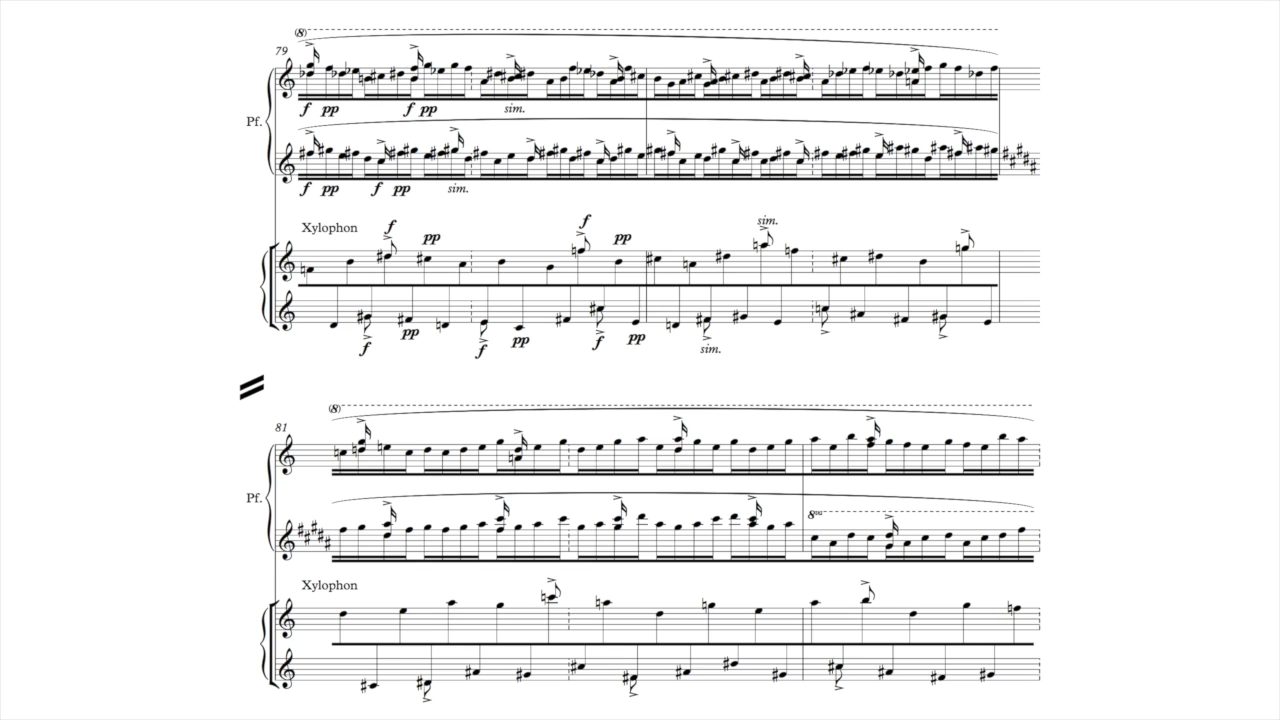 (8)
79
f pp f pp sim.
Pf.
f pp f pp sim.
Xylophon f pp f pp sim.
f pp f pp f pp sim.
(8)
81
Pf.
8va
Xylophon